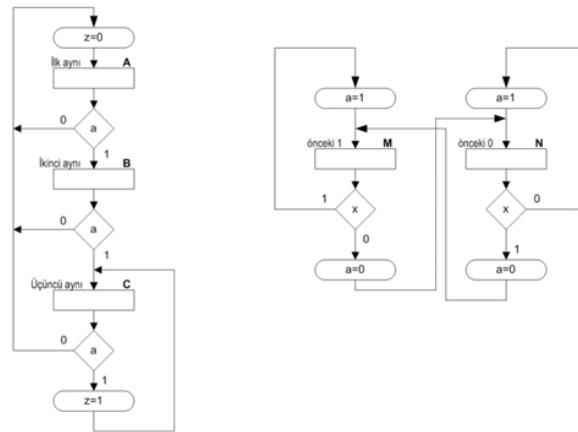 z=0
İlk aynı A
a
0
1
İkinci aynı B
a
0
1
Üçüncü aynı C
a
0
1
z=1
a=1
önceki 1 M
x
1
0
a=0
a=1
önceki 0 N
x
0
1
a=0